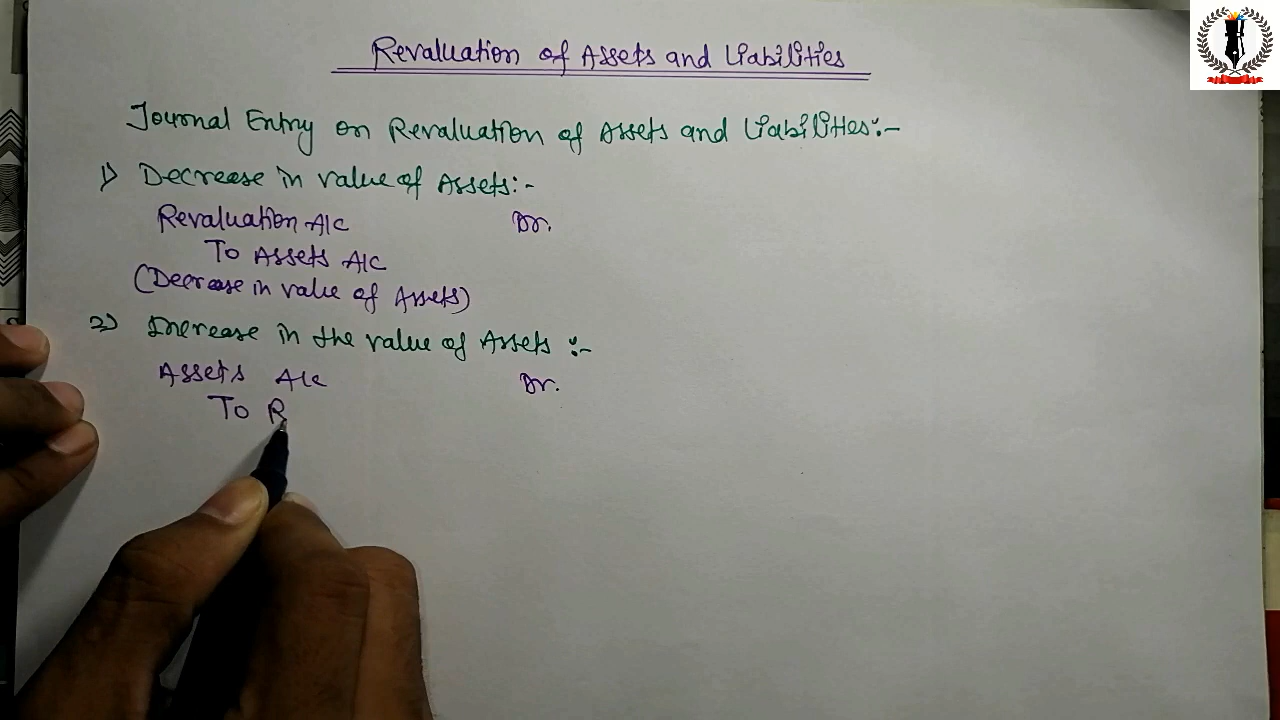 Revaluation of Assets and Liabilities
Journal Entry on Revaluation of Assets and Liabilities:-
1) Decrease in value of Assets:-
Revaluation A/c Dr.
To Assets A/c
(Decrease in value of Assets)
2) Increase in the value of Assets :-
Assets A/c Dr.
To R